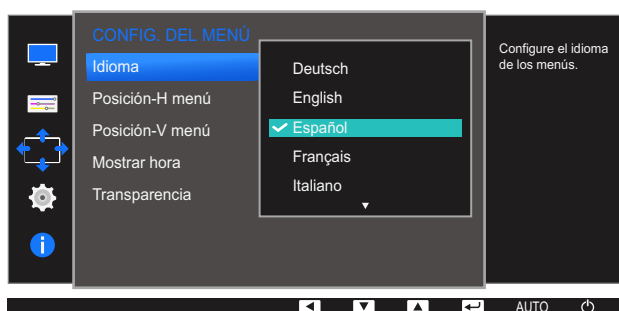 CONFIG. DEL MENÚ
Idioma
Posición-H menú
Posición-V menú
Mostrar hora
Transparencia
Deutsch
English
Español
Français
Italiano
Configure el idioma
de los menús.
AUTO